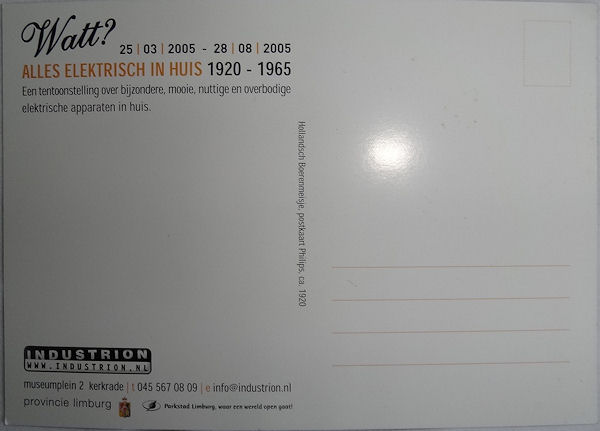 Watt?
25 | 03 | 2005 - 28 | 08 | 2005
ALLES ELEKTRISCH IN HUIS 1920 - 1965
Een tentoonstelling over bijzondere, mooie, nuttige en overbodige
elektrische apparaten in huis.
Hollandsch Boerenmeisje, postkaart Philips, ca. 1920
INDUSTRION
WWW.INDUSTRION.NL
museumplein 2 kerkrade | t 045 567 08 09 | e info@industrion.nl
provincie limburg
Parkstad Limburg, waar een wereld open gaat!